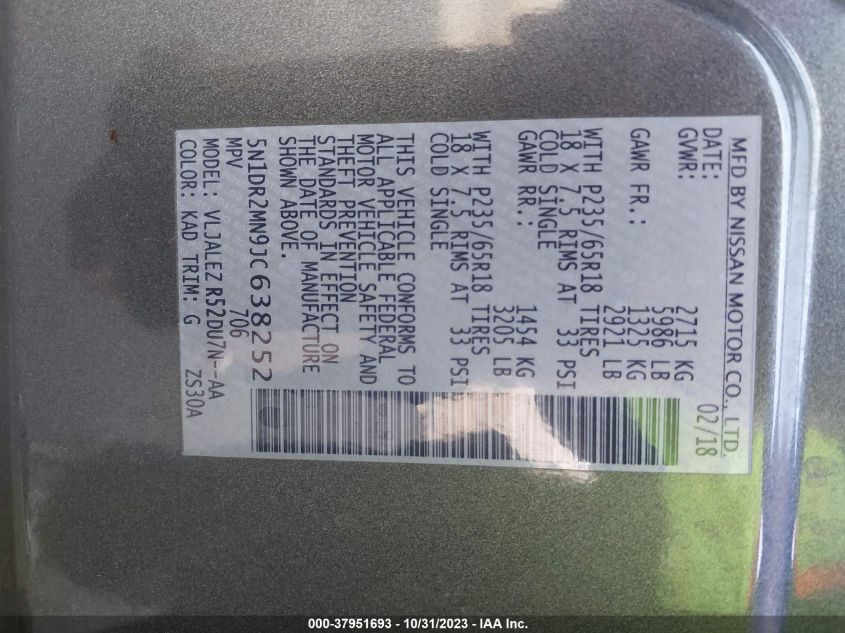 MFD BY NISSAN MOTOR CO., LTD.
DATE: 02/18
GVWR: 2715 KG
5986 LB
GAWR FR.: 1325 KG
2921 LB
WITH P235/65R18 TIRES
18 X 7.5 RIMS AT 33 PSI
COLD SINGLE
GAWR RR.: 1454 KG
3205 LB
WITH P235/65R18 TIRES
18 X 7.5 RIMS AT 33 PSI
COLD SINGLE
THIS VEHICLE CONFORMS TO
ALL APPLICABLE FEDERAL
MOTOR VEHICLE SAFETY AND
THEFT PREVENTION
STANDARDS IN EFFECT ON
THE DATE OF MANUFACTURE
SHOWN ABOVE.
5N1DR2MN9JC638252
MPV 706
MODEL: VLJALEZ R52DU7N--AA
COLOR: KAD TRIM: G ZS30A
000-37951693 - 10/31/2023 - IAA Inc.